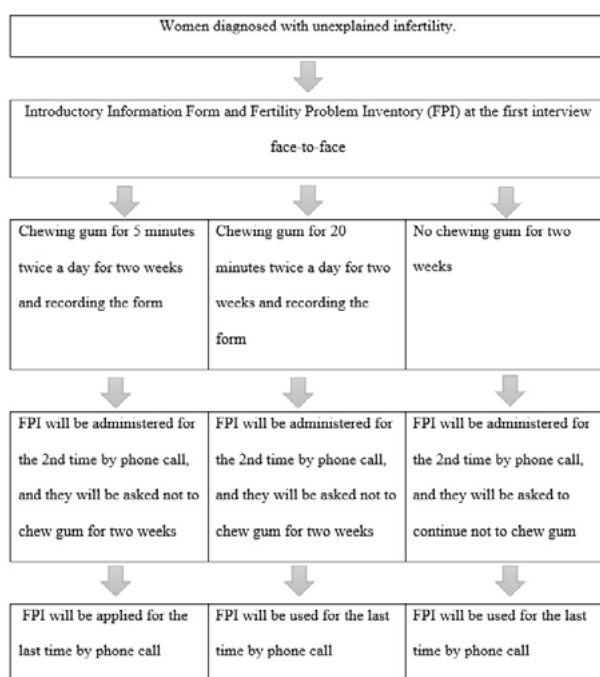 Women diagnosed with unexplained infertility.
Introductory Information Form and Fertility Problem Inventory (FPI) at the first interview
face-to-face
Chewing gum for 5 minutes
twice a day for two weeks
and recording the form
Chewing gum for 20
minutes twice a day for two
weeks and recording the
form
No chewing gum for two
weeks
FPI will be administered for
the 2nd time by phone call,
and they will be asked not to
chew gum for two weeks
FPI will be administered for
the 2nd time by phone call,
and they will be asked not to
chew gum for two weeks
FPI will be administered for
the 2nd time by phone call,
and they will be asked to
continue not to chew gum
FPI will be applied for the
last time by phone call
FPI will be used for the last
time by phone call
FPI will be used for the last
time by phone call